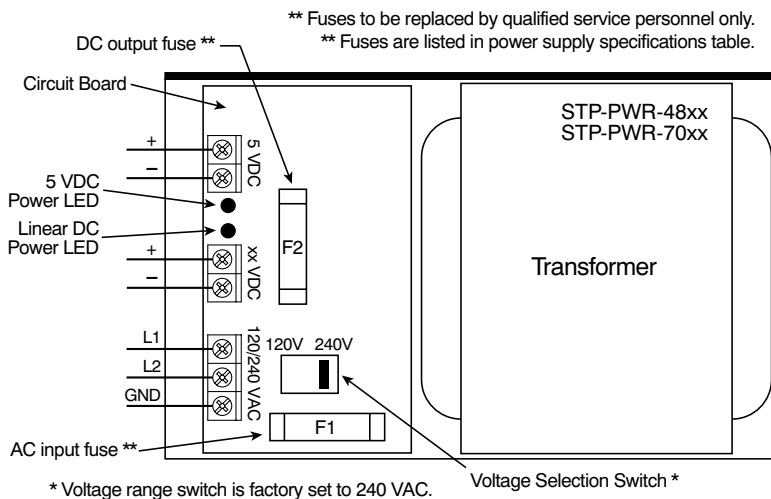 ** Fuses to be replaced by qualified service personnel only.
** Fuses are listed in power supply specifications table.
DC output fuse **
Circuit Board
STP-PWR-48xx
STP-PWR-70xx
+
–
5 VDC
5 VDC
Power LED
Linear DC
Power LED
F2
Transformer
+
–
xx VDC
L1
L2
GND
120/240 VAC
120V 240V
F1
AC input fuse **
Voltage Selection Switch *
* Voltage range switch is factory set to 240 VAC.